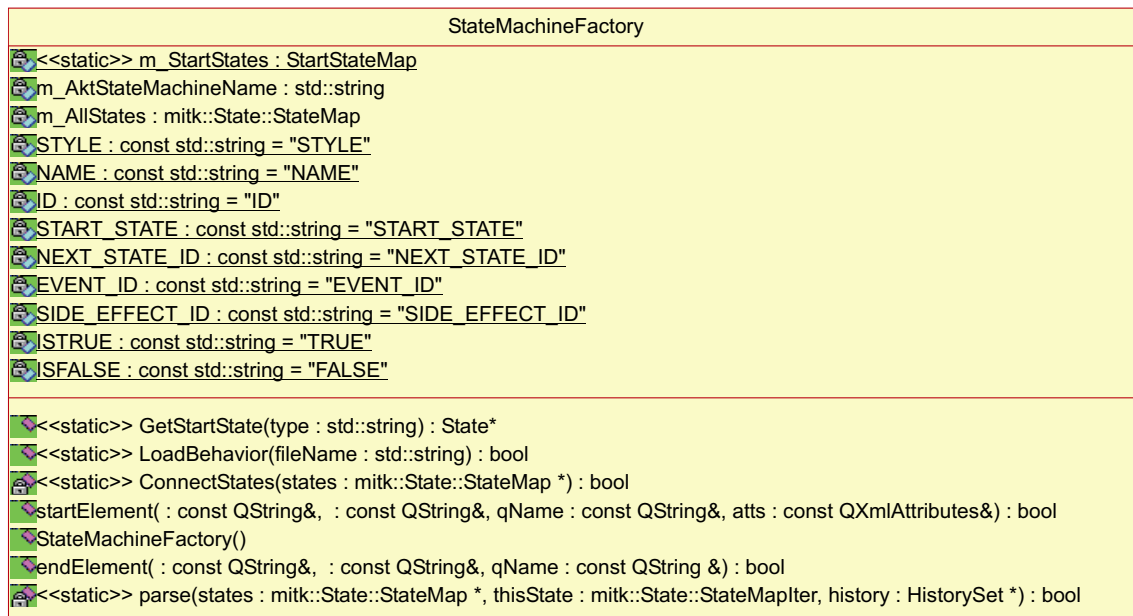 StateMachineFactory
<<static>> m_StartStates : StartStateMap
m_AktStateMachineName : std::string
m_AllStates : mitk::State::StateMap
STYLE : const std::string = "STYLE"
NAME : const std::string = "NAME"
ID : const std::string = "ID"
START_STATE : const std::string = "START_STATE"
NEXT_STATE_ID : const std::string = "NEXT_STATE_ID"
EVENT_ID : const std::string = "EVENT_ID"
SIDE_EFFECT_ID : const std::string = "SIDE_EFFECT_ID"
ISTRUE : const std::string = "TRUE"
ISFALSE : const std::string = "FALSE"
<<static>> GetStartState(type : std::string) : State*
<<static>> LoadBehavior(fileName : std::string) : bool
<<static>> ConnectStates(states : mitk::State::StateMap *) : bool
startElement( : const QString&,  : const QString&, qName : const QString&, atts : const QXmlAttributes&) : bool
StateMachineFactory()
endElement( : const QString&,  : const QString&, qName : const QString &) : bool
<<static>> parse(states : mitk::State::StateMap *, thisState : mitk::State::StateMapIter, history : HistorySet *) : bool